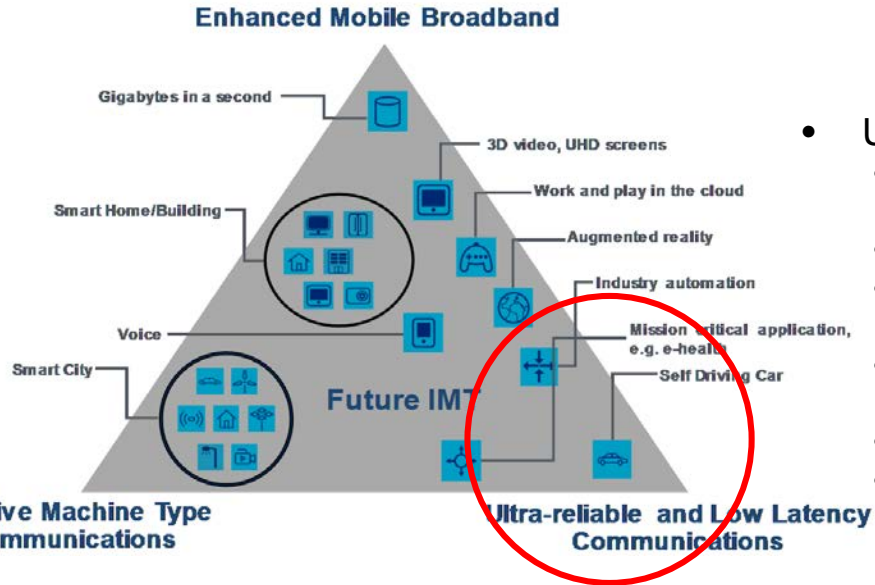 Enhanced Mobile Broadband
Gigabytes in a second
3D video, UHD screens
Work and play in the cloud
Smart Home/Building
Augmented reality
Industry automation
Voice
Mission critical application,
e.g. e-health
Smart City
Self Driving Car
Future IMT
ive Machine Type
mmunications
Ultra-reliable and Low Latency
Communications
• U